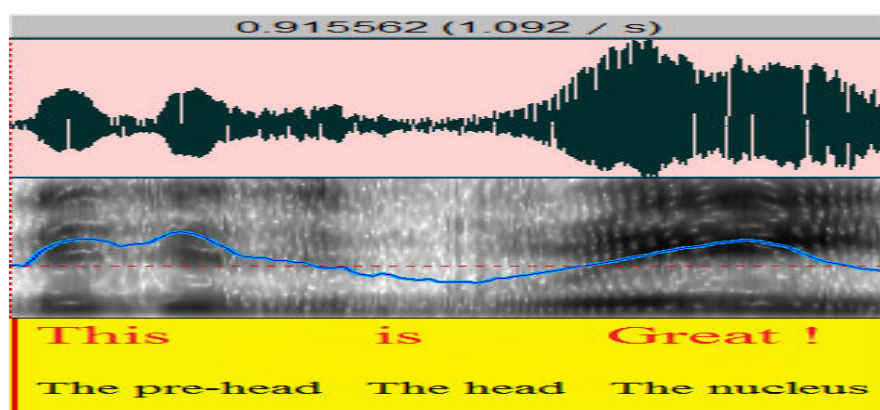 0.915562 (1.092 / s)
This is Great !
The pre-head The head The nucleus